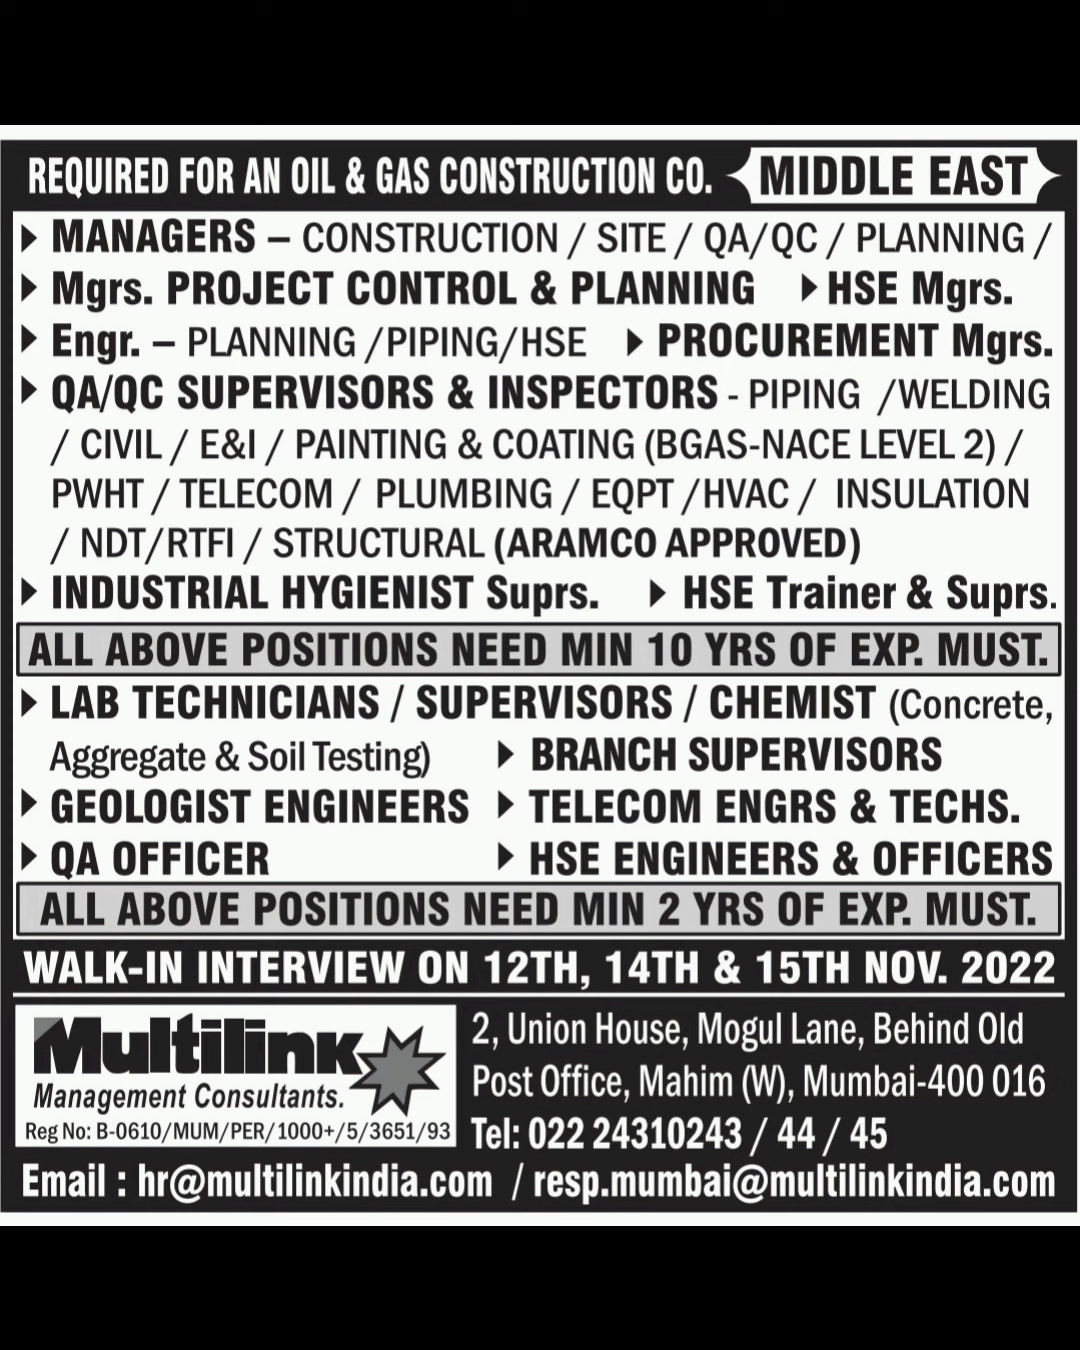 REQUIRED FOR AN OIL & GAS CONSTRUCTION CO. MIDDLE EAST
MANAGERS – CONSTRUCTION / SITE / QA/QC / PLANNING /
Mgrs. PROJECT CONTROL & PLANNING HSE Mgrs.
Engr. – PLANNING /PIPING/HSE PROCUREMENT Mgrs.
QA/QC SUPERVISORS & INSPECTORS - PIPING /WELDING
/ CIVIL / E&I / PAINTING & COATING (BGAS-NACE LEVEL 2) /
PWHT / TELECOM / PLUMBING / EQPT /HVAC / INSULATION
/ NDT/RTFI / STRUCTURAL (ARAMCO APPROVED)
INDUSTRIAL HYGIENIST Suprs. HSE Trainer & Suprs.
ALL ABOVE POSITIONS NEED MIN 10 YRS OF EXP. MUST.
LAB TECHNICIANS / SUPERVISORS / CHEMIST (Concrete,
Aggregate & Soil Testing) BRANCH SUPERVISORS
GEOLOGIST ENGINEERS TELECOM ENGRS & TECHS.
QA OFFICER HSE ENGINEERS & OFFICERS
ALL ABOVE POSITIONS NEED MIN 2 YRS OF EXP. MUST.
WALK-IN INTERVIEW ON 12TH, 14TH & 15TH NOV. 2022
Multilink
Management Consultants.
Reg No: B-0610/MUM/PER/1000+/5/3651/93
2, Union House, Mogul Lane, Behind Old
Post Office, Mahim (W), Mumbai-400 016
Tel: 022 24310243 / 44 / 45
Email : hr@multilinkindia.com / resp.mumbai@multilinkindia.com